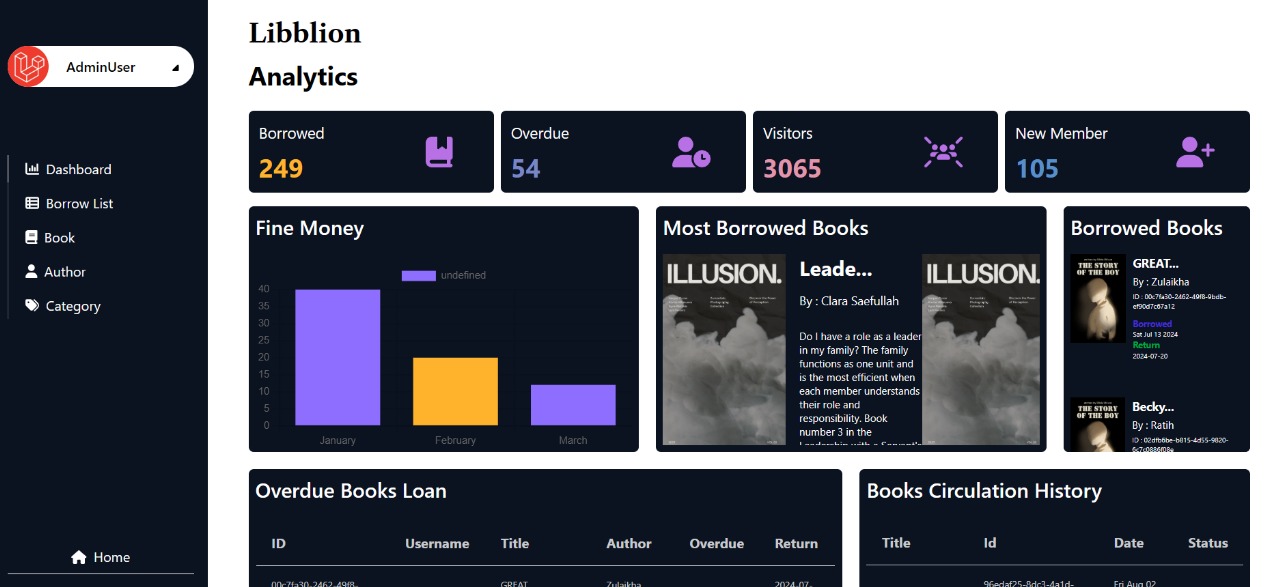 Libblion
AdminUser
Analytics
Borrowed
249
Overdue
54
Visitors
3065
New Member
105
Dashboard
Borrow List
Book
Author
Category
Home
Fine Money
undefined
40
35
30
25
20
15
10
5
0
January
February
March
Most Borrowed Books
ILLUSION.
Leade...
By : Clara Saefullah
Do I have a role as a leader
in my family? The family
functions as one unit and
is the most efficient when
each member understands
their role and
responsibility. Book
number 3 in the
Leadership with a Servant's
ILLUSION.
Borrowed Books
THE STORY
OF THE BOY
GREAT...
By : Zulaikha
ID : 00c7fa30-2462-49f8-9bdb-
ef90d7c67a12
Borrowed
Sat Jul 13 2024
Return
2024-07-20
THE STORY
OF THE BOY
Becky...
By : Ratih
ID : 02dfb6be-b815-4d55-9820-
6c7c0886f08e
Overdue Books Loan
ID Username Title Author Overdue Return
00c7fa30-2462-49f8- GREAT Zulaikha 2024-07-
Books Circulation History
Title Id Date Status
96edaf25-8dc3-4a1d- Fri Aug 02